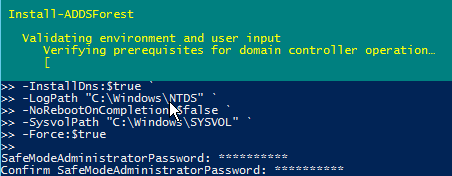 Install-ADDSForest
Validating environment and user input
Verifying prerequisites for domain controller operation…
[
>> -InstallDns:$true `
>> -LogPath "C:\Windows\NTDS" `
>> -NoRebootOnCompletion:$false `
>> -SysvolPath "C:\Windows\SYSVOL" `
>> -Force:$true
>>
SafeModeAdministratorPassword: **********
Confirm SafeModeAdministratorPassword: **********